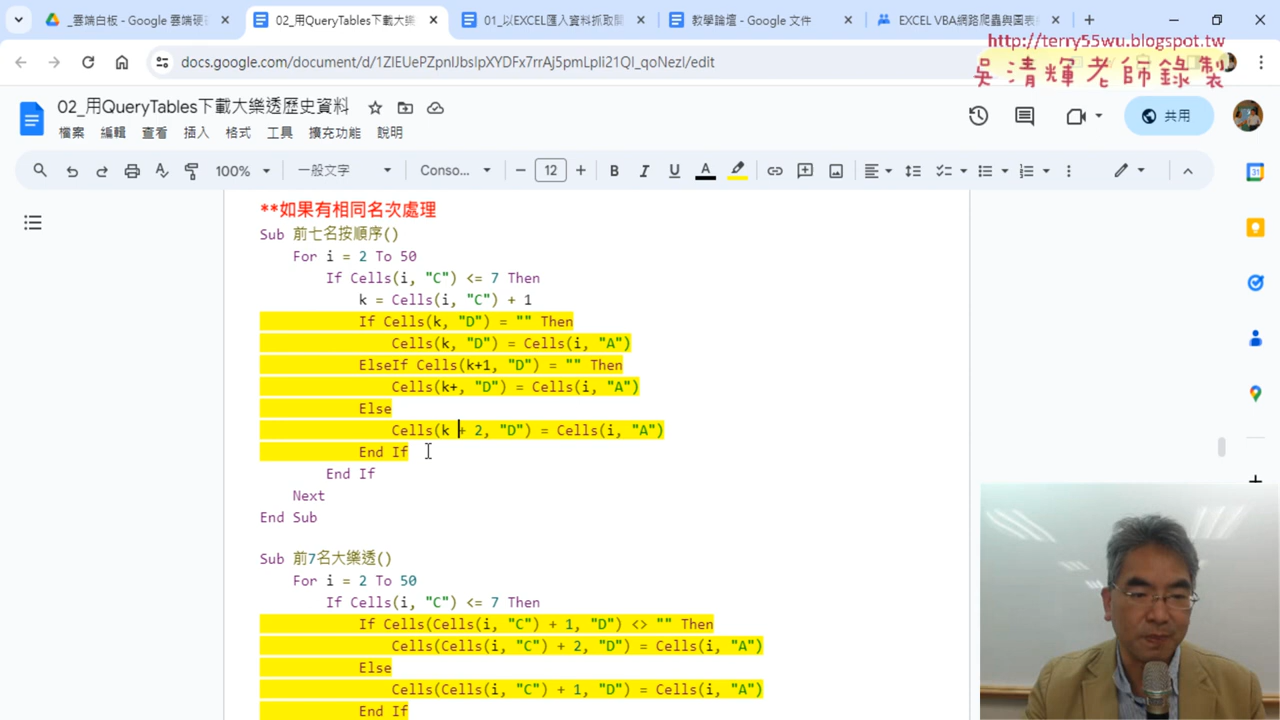 _雲端白板 - Google 雲端硬
02_用QueryTables下載大樂透
01_以EXCEL匯入資料抓取
教學論壇 - Google 文件
EXCEL VBA網路爬蟲與圖表
http://terry55wu.blogspot.tw
吳清輝老師錄製
02_用QueryTables下載大樂透歷史資料
檔案 編輯 查看 插入 格式 工具 擴充功能 說明
共用
100% 一般文字 Conso... 12 B I U A
31
**如果有相同名次處理
Sub 前七名按順序()
For i = 2 To 50
If Cells(i, "C") <= 7 Then
k = Cells(i, "C") + 1
If Cells(k, "D") = "" Then
Cells(k, "D") = Cells(i, "A")
ElseIf Cells(k+1, "D") = "" Then
Cells(k+, "D") = Cells(i, "A")
Else
Cells(k + 2, "D") = Cells(i, "A")
End If
End If
Next
End Sub
Sub 前7名大樂透()
For i = 2 To 50
If Cells(i, "C") <= 7 Then
If Cells(Cells(i, "C") + 1, "D") <> "" Then
Cells(Cells(i, "C") + 2, "D") = Cells(i, "A")
Else
Cells(Cells(i, "C") + 1, "D") = Cells(i, "A")
End If